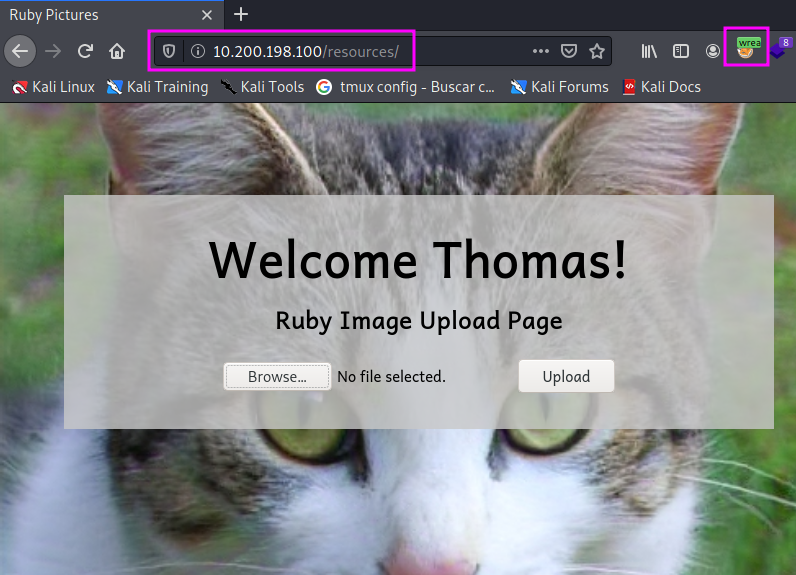 Ruby Pictures
10.200.198.100/resources/
wrea
8
Kali Linux
Kali Training
Kali Tools
tmux config - Buscar c...
Kali Forums
Kali Docs
Welcome Thomas!
Ruby Image Upload Page
Browse...
No file selected.
Upload